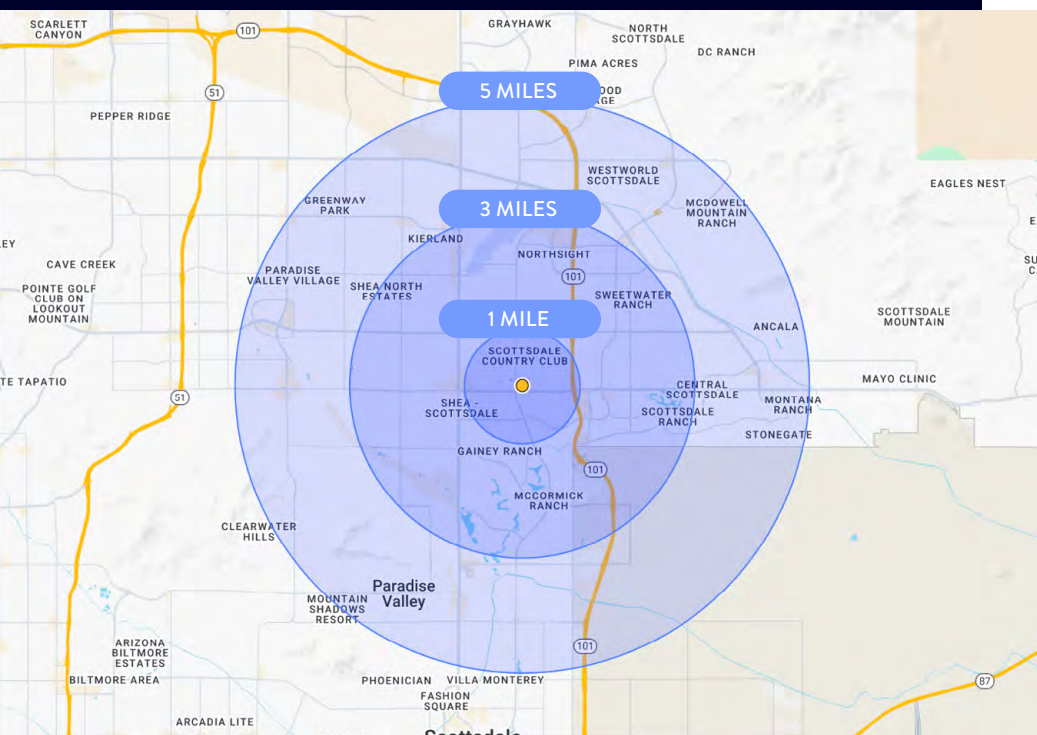 SCARLETT
CANYON
101
GRAYHAWK
NORTH
SCOTTSDALE
DC RANCH
PIMA ACRES
51
5 MILES
PEPPER RIDGE
WESTWORLD
SCOTTSDALE
EAGLES NEST
GREENWAY
PARK
3 MILES
MCDOWELL
MOUNTAIN
RANCH
KIERLAND
NORTHSIGHT
CAVE CREEK
PARADISE
VALLEY VILLAGE
101
POINTE GOLF
CLUB ON
LOOKOUT
MOUNTAIN
SHEA NORTH
ESTATES
SWEETWATER
RANCH
1 MILE
ANCALA
SCOTTSDALE
MOUNTAIN
SCOTTSDALE
COUNTRY CLUB
TE TAPATIO
MAYO CLINIC
51
CENTRAL
SCOTTSDALE
SHEA -
SCOTTSDALE
SCOTTSDALE
RANCH
MONTANA
RANCH
STONEGATE
GAINEY RANCH
101
MCCORMICK
RANCH
CLEARWATER
HILLS
Paradise
Valley
MOUNTAIN
SHADOWS
RESORT
101
ARIZONA
BILTMORE
ESTATES
BILTMORE AREA
PHOENICIAN
VILLA MONTEREY
87
FASHION
SQUARE
ARCADIA LITE
Scottsdale